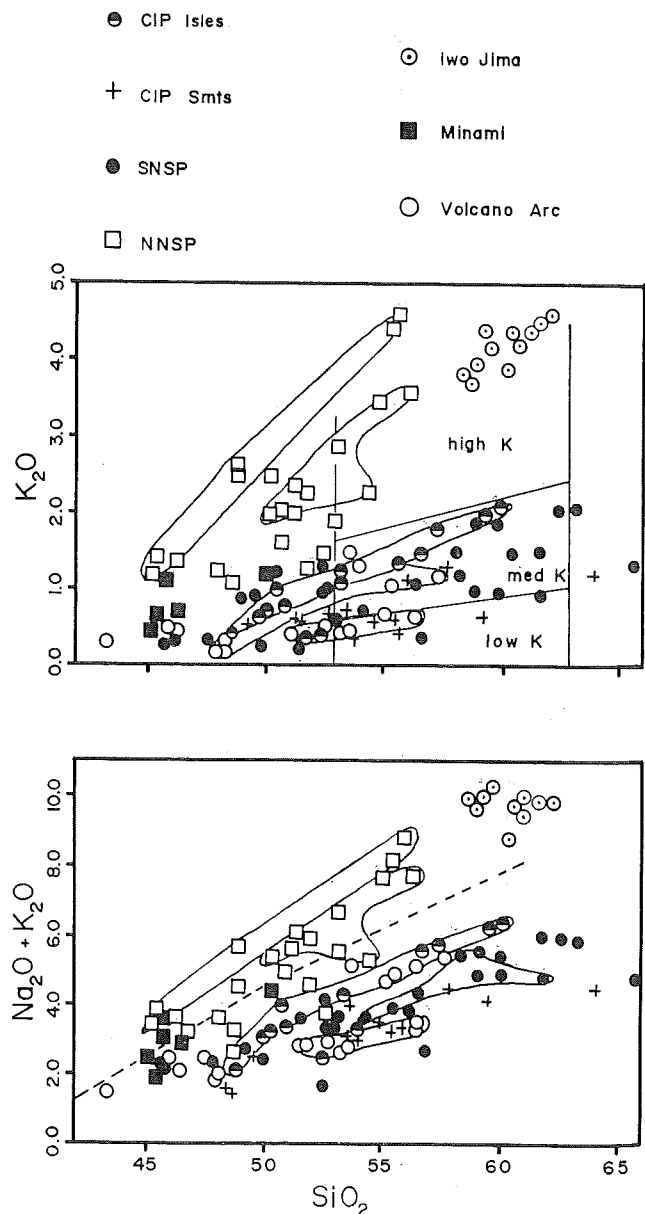 CIP Isles
CIP Smts
SNSP
NNSP
Iwo Jima
Minami
Volcano Arc
5.0
4.0
3.0
2.0
1.0
0.0
K₂O
high K
med K
low K
10.0
8.0
6.0
4.0
2.0
0.0
Na₂O + K₂O
45
50
55
60
65
SiO₂